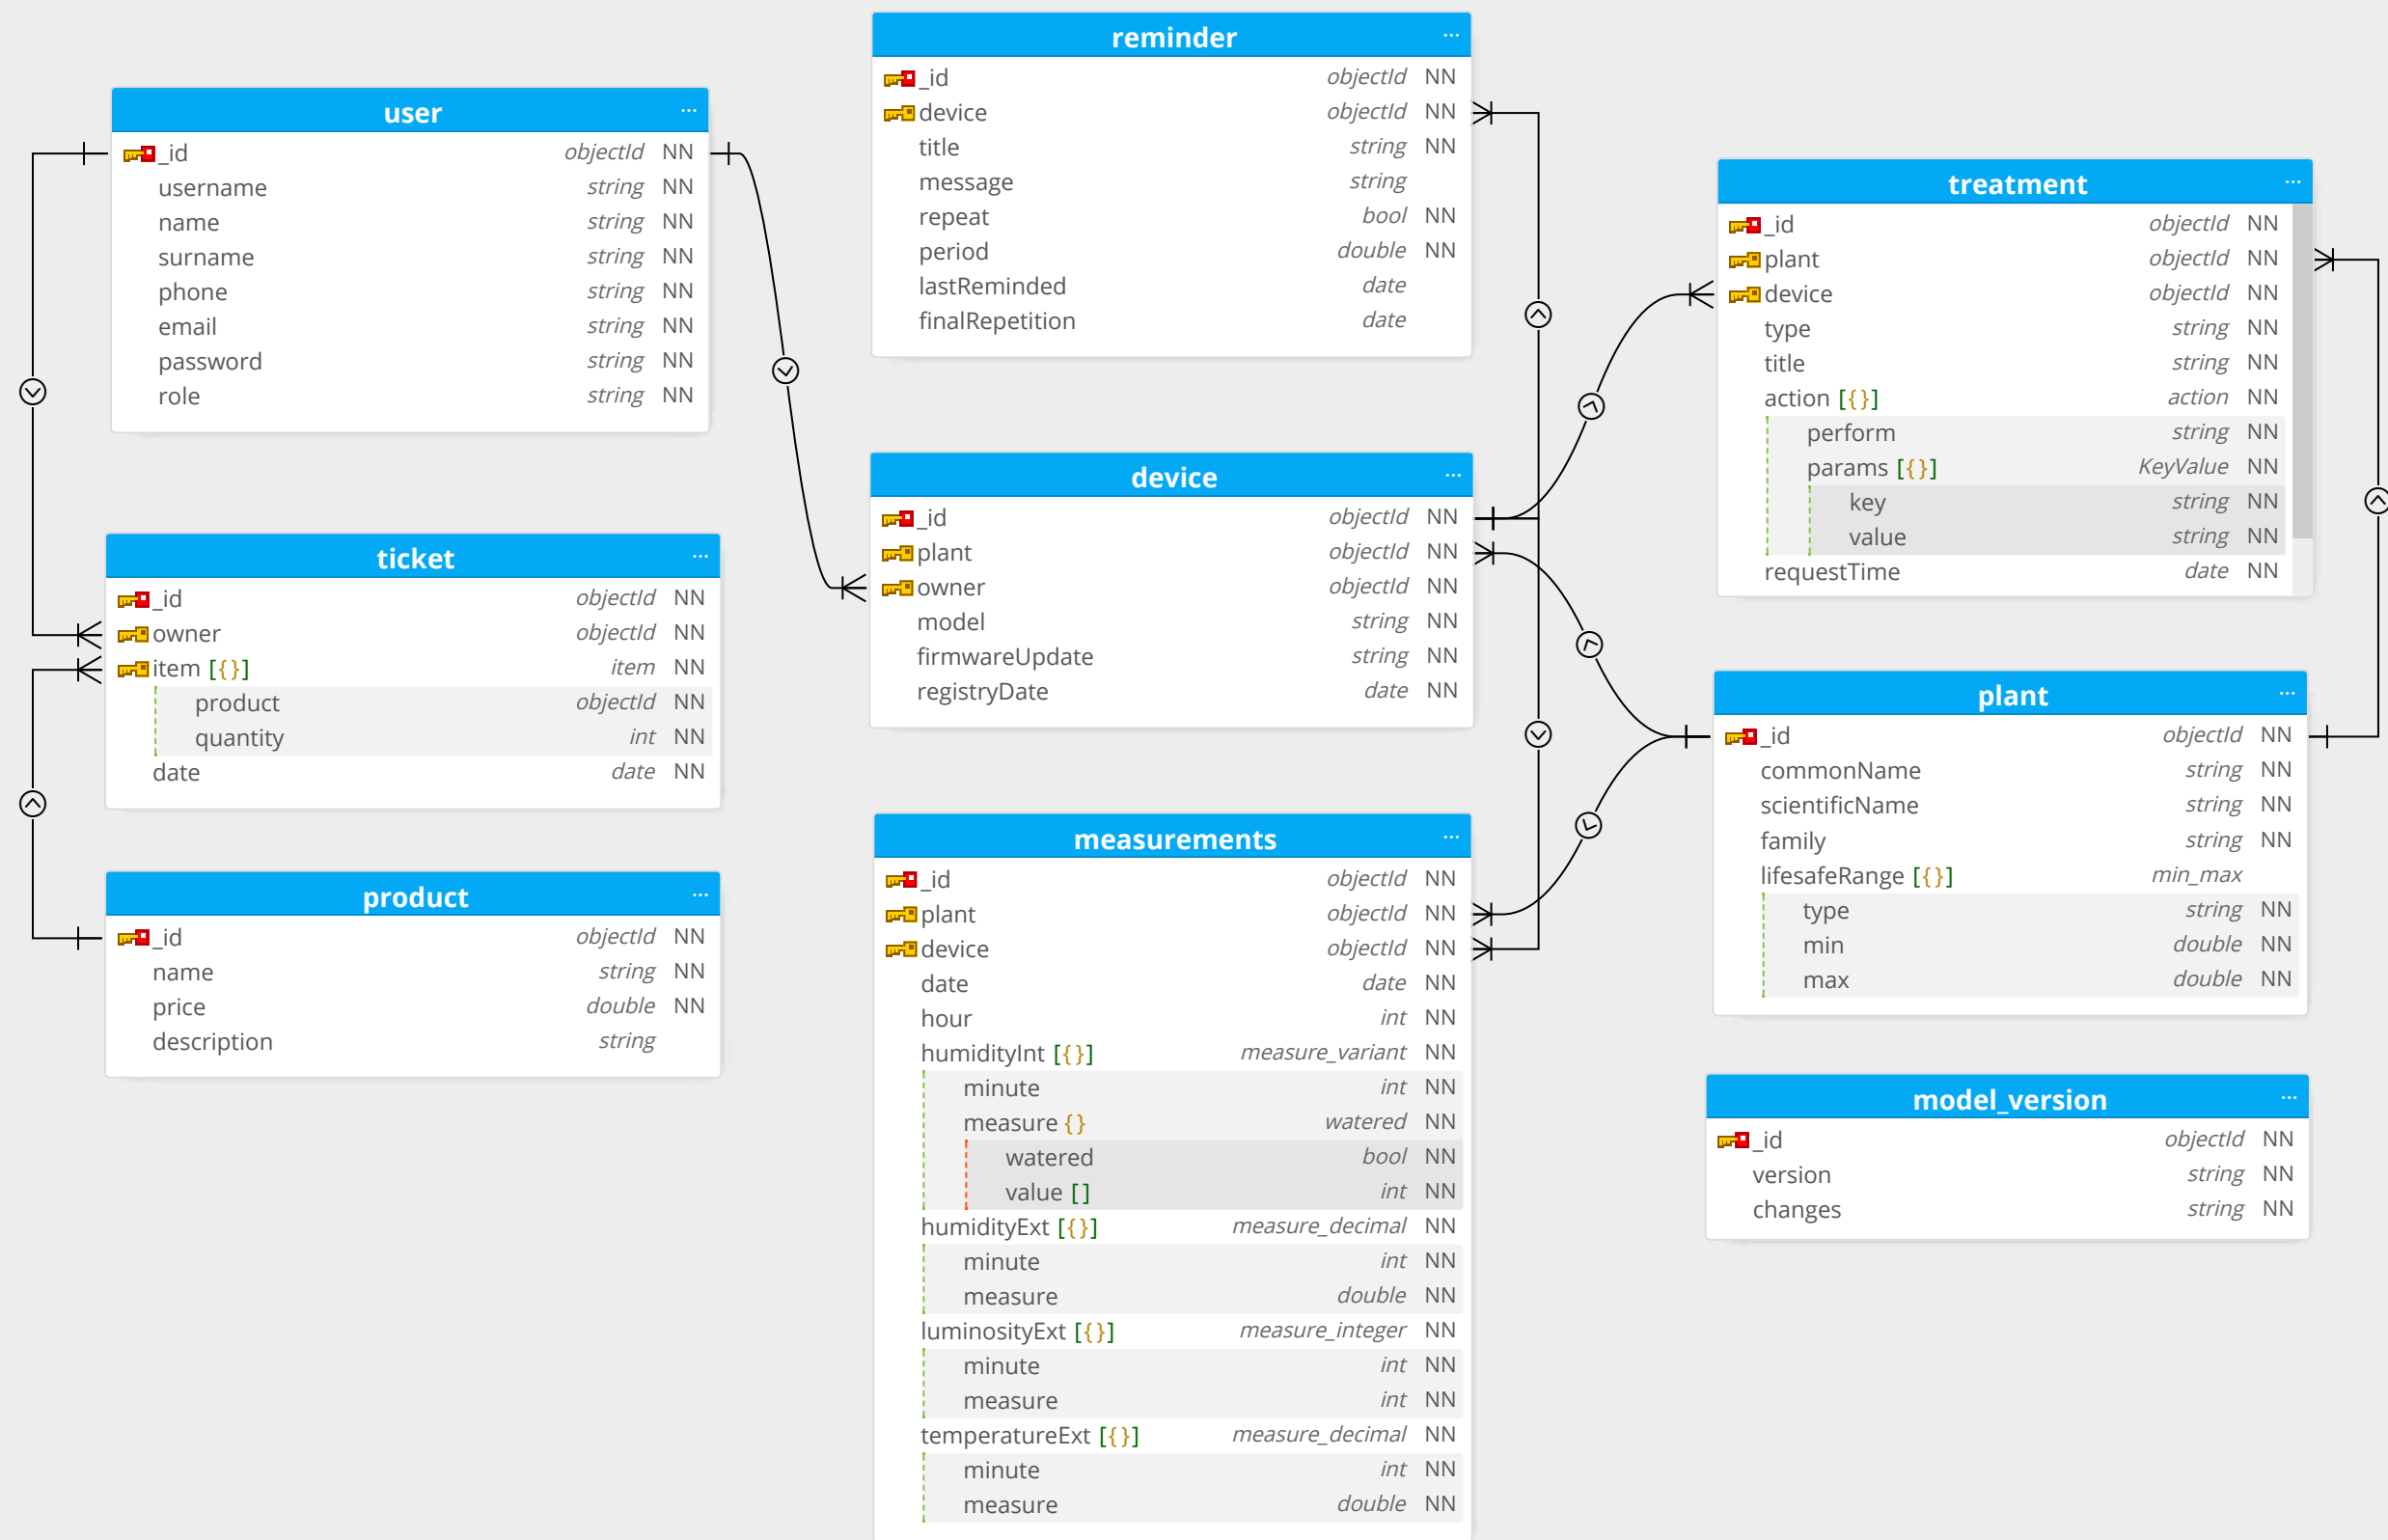 user ...
_id objectId NN
username string NN
name string NN
surname string NN
phone string NN
email string NN
password string NN
role string NN
ticket ...
_id objectId NN
owner objectId NN
item [{}] item NN
product objectId NN
quantity int NN
date date NN
product ...
_id objectId NN
name string NN
price double NN
description string
reminder ...
_id objectId NN
device objectId NN
title string NN
message string
repeat bool NN
period double NN
lastReminded date
finalRepetition date
device ...
_id objectId NN
plant objectId NN
owner objectId NN
model string NN
firmwareUpdate string NN
registryDate date NN
measurements ...
_id objectId NN
plant objectId NN
device objectId NN
date date NN
hour int NN
humidityInt [{}] measure_variant NN
minute int NN
measure {} watered NN
watered bool NN
value [] int NN
humidityExt [{}] measure_decimal NN
minute int NN
measure double NN
luminosityExt [{}] measure_integer NN
minute int NN
measure int NN
temperatureExt [{}] measure_decimal NN
minute int NN
measure double NN
treatment ...
_id objectId NN
plant objectId NN
device objectId NN
type string NN
title string NN
action [{}] action NN
perform string NN
params [{}] KeyValue NN
key string NN
value string NN
requestTime date NN
plant ...
_id objectId NN
commonName string NN
scientificName string NN
family string NN
lifesafeRange [{}] min_max
type string NN
min double NN
max double NN
model_version ...
_id objectId NN
version string NN
changes string NN